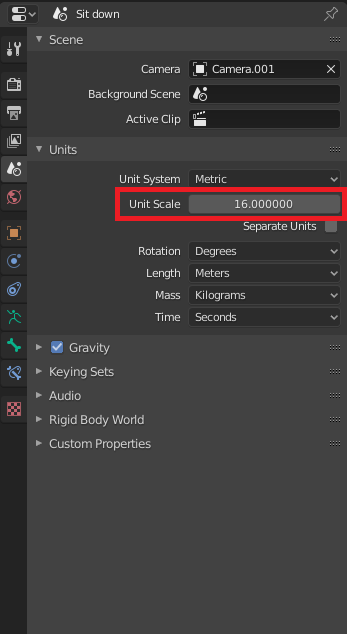 Sit down
Scene
Camera Camera.001
Background Scene
Active Clip
Units
Unit System Metric
Unit Scale 16.000000
Separate Units
Rotation Degrees
Length Meters
Mass Kilograms
Time Seconds
Gravity
Keying Sets
Audio
Rigid Body World
Custom Properties